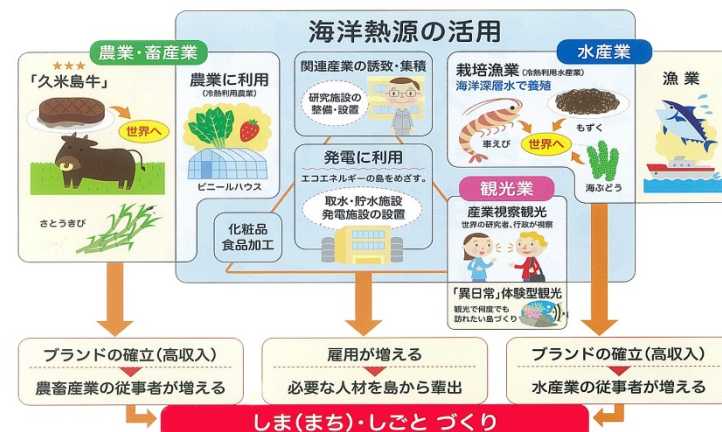 海洋熱源の活用
農業・畜産業
「久米島牛」
世界へ
さとうきび
農業に利用
(冷熱利用農業)
ビニールハウス
関連産業の誘致・集積
研究施設の
整備・設置
発電に利用
エコエネルギーの島をめざす。
取水・貯水施設
発電施設の設置
化粧品
食品加工
水産業
栽培漁業(冷熱利用水産業)
海洋深層水で養殖
車えび
もずく
世界へ
海ぶどう
漁業
観光業
産業視察観光
世界の研究者、行政が視察
「異日常」体験型観光
観光で何度でも
訪れたい島づくり
ブランドの確立(高収入)
農畜産業の従事者が増える
雇用が増える
必要な人材を島から輩出
ブランドの確立(高収入)
水産業の従事者が増える
しま(まち)・しごと づくり